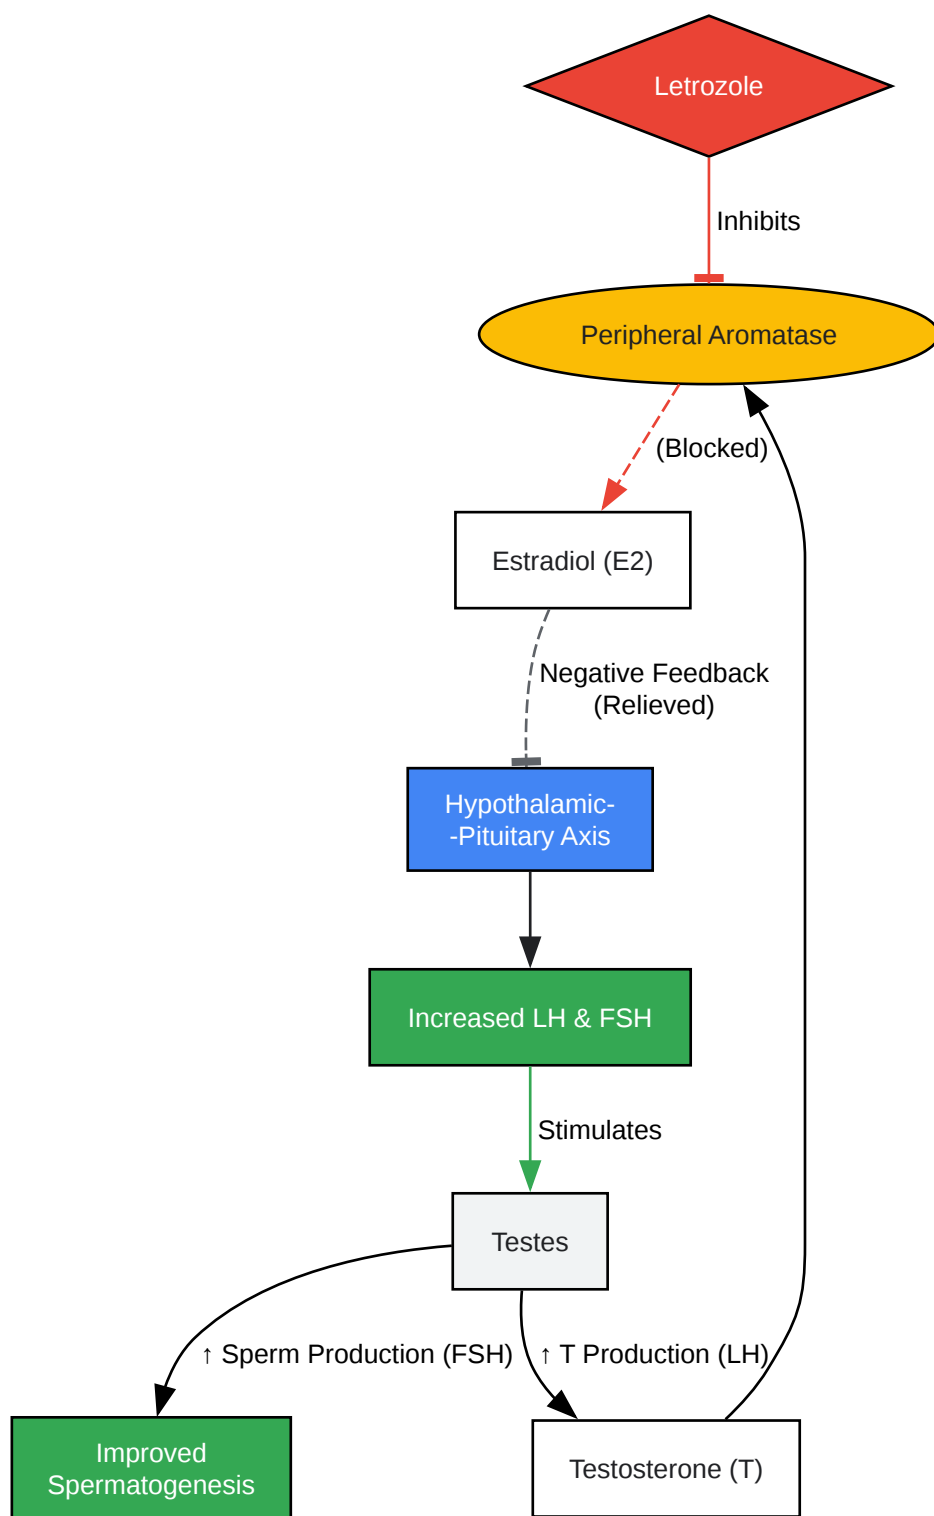 Letrozole
Inhibits
Peripheral Aromatase
(Blocked)
Estradiol (E2)
Negative Feedback
(Relieved)
Hypothalamic-
-Pituitary Axis
Increased LH & FSH
Stimulates
Testes
↑ Sperm Production (FSH)
↑ T Production (LH)
Improved
Spermatogenesis
Testosterone (T)